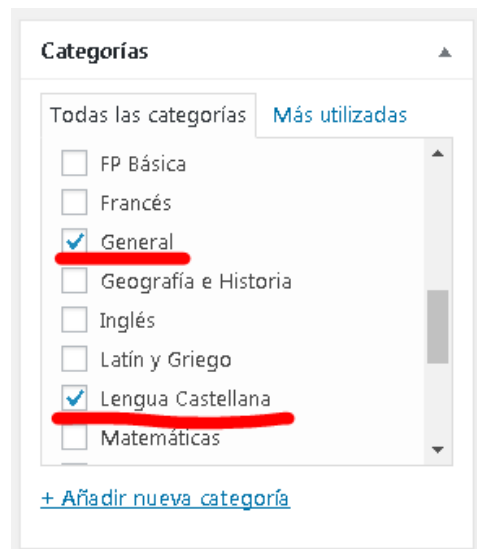 Categorías
Todas las categorías Más utilizadas
FP Básica
Francés
General
Geografía e Historia
Inglés
Latín y Griego
Lengua Castellana
Matemáticas
+ Añadir nueva categoría